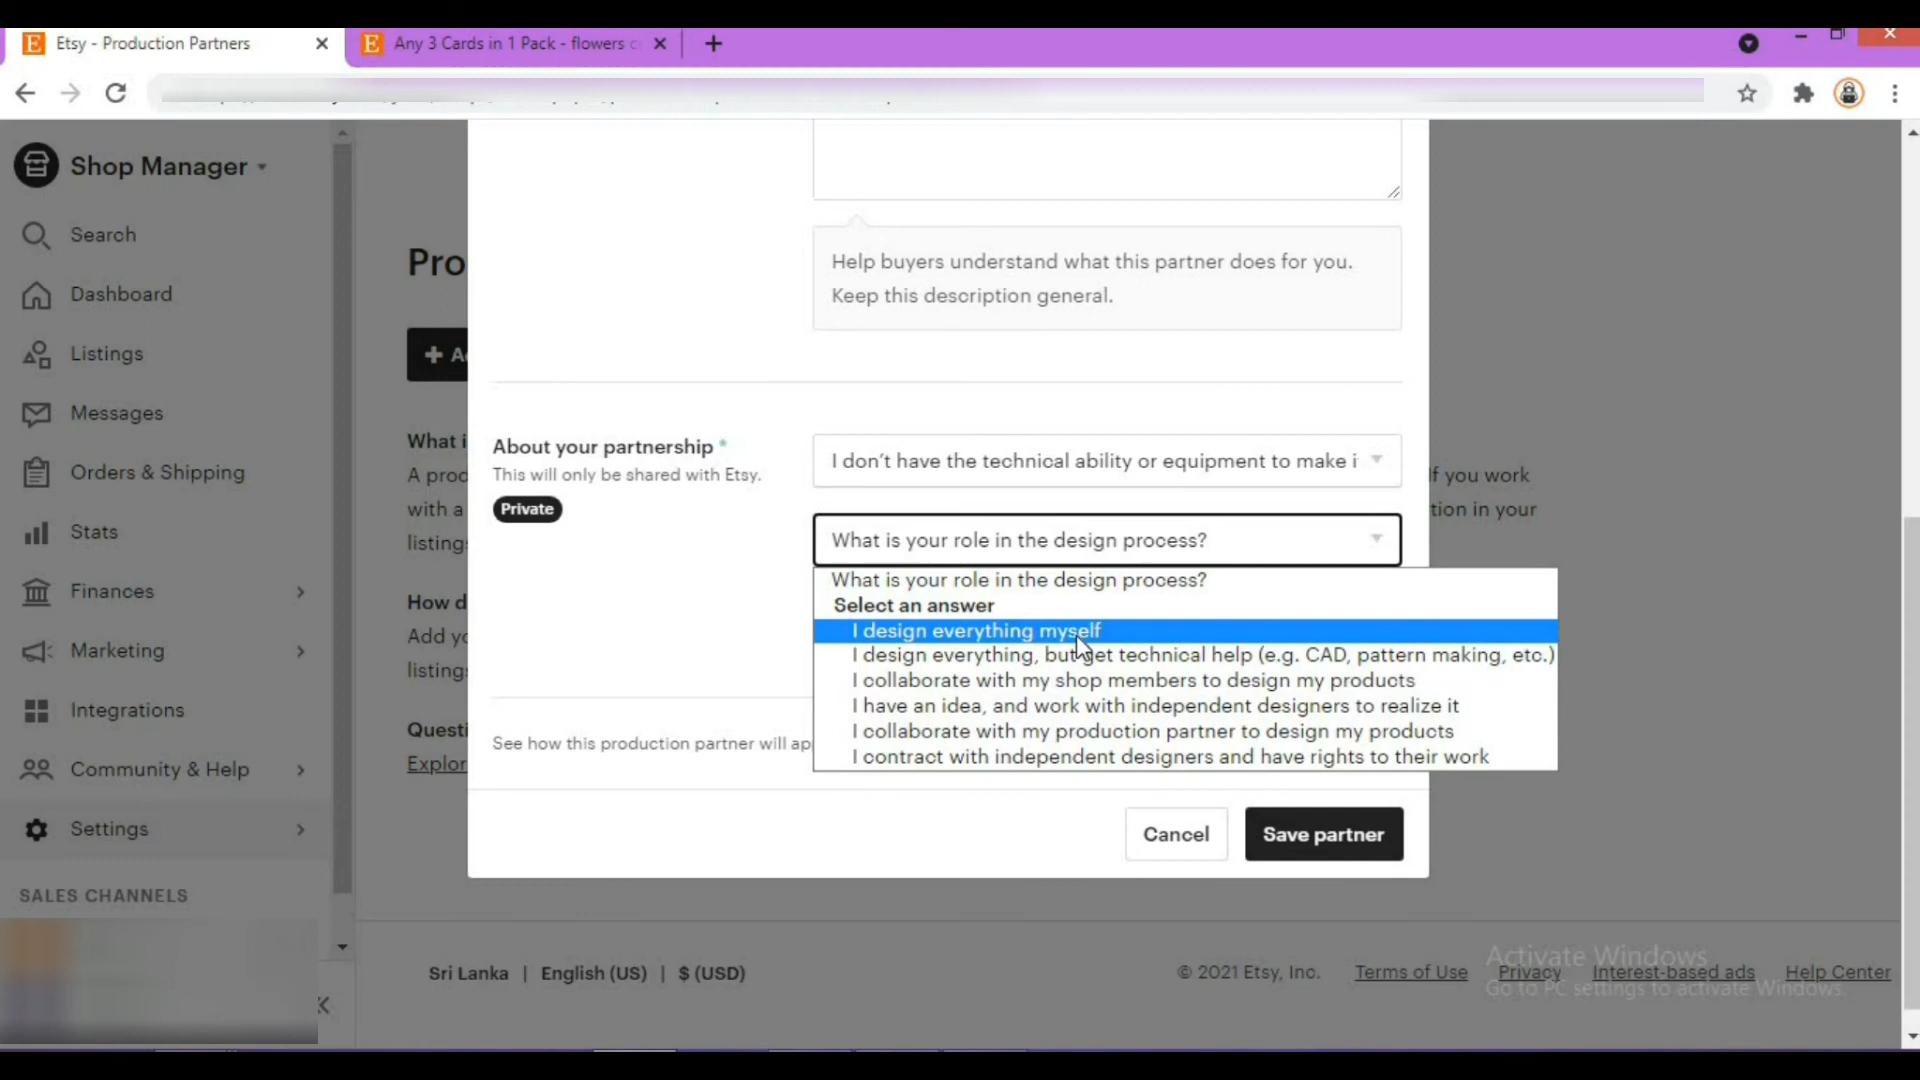 Etsy - Production Partners
Any 3 Cards in 1 Pack - flowers c
Shop Manager
Search
Dashboard
Listings
Messages
Orders & Shipping
Stats
Finances
Marketing
Integrations
Community & Help
Settings
SALES CHANNELS
Pro
What i
A proc
with a
listing
How d
Add yo
listing
Questi
Explor
Help buyers understand what this partner does for you.
Keep this description general.
About your partnership *
This will only be shared with Etsy.
Private
I don't have the technical ability or equipment to make i
What is your role in the design process?
What is your role in the design process?
Select an answer
I design everything myself
I design everything, but get technical help (e.g. CAD, pattern making, etc.)
I collaborate with my shop members to design my products
I have an idea, and work with independent designers to realize it
I collaborate with my production partner to design my products
I contract with independent designers and have rights to their work
If you work
tion in your
See how this production partner will ap
Cancel
Save partner
Sri Lanka | English (US) | $ (USD)
© 2021 Etsy, Inc.
Terms of Use
Privacy
Interest-based ads
Help Center
Activate Windows
Go to PC settings to activate Windows.